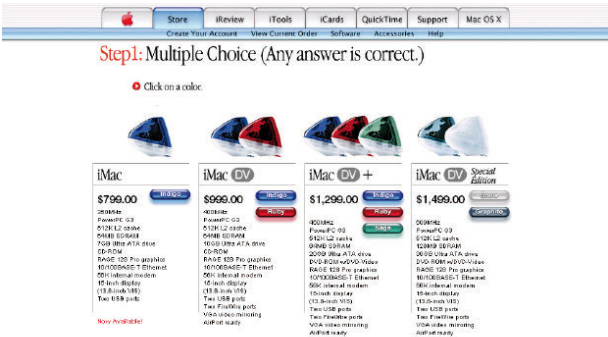 Store iReview iTools iCards QuickTime Support Mac OS X
Create Your Account View Current Order Software Accessories Help
Step1: Multiple Choice (Any answer is correct.)
Click on a color.
iMac
$799.00 Indigo
350MHz
PowerPC G3
512K L2 cache
64MB SDRAM
7GB Ultra ATA drive
CD-ROM
RAGE 128 Pro graphics
10/100BASE-T Ethernet
56K internal modem
15-inch display
(13.8-inch VIS)
Two USB ports
Now Available!
iMac DV
$999.00 Indigo
Ruby
400MHz
PowerPC G3
512K L2 cache
64MB SDRAM
10GB Ultra ATA drive
CD-ROM
RAGE 128 Pro graphics
10/100BASE-T Ethernet
56K internal modem
15-inch display
(13.8-inch VIS)
Two USB ports
Two FireWire ports
VGA video mirroring
AirPort ready
iMac DV +
$1,299.00 Indigo
Ruby
Sage
450MHz
PowerPC G3
512K L2 cache
64MB SDRAM
20GB Ultra ATA drive
DVD-ROM w/DVD-Video
RAGE 128 Pro graphics
10/100BASE-T Ethernet
56K internal modem
15-inch display
(13.8-inch VIS)
Two USB ports
Two FireWire ports
VGA video mirroring
AirPort ready
iMac DV Special Edition
$1,499.00
Graphite
500MHz
PowerPC G3
512K L2 cache
128MB SDRAM
30GB Ultra ATA drive
DVD-ROM w/DVD-Video
RAGE 128 Pro graphics
10/100BASE-T Ethernet
56K internal modem
15-inch display
(13.8-inch VIS)
Two USB ports
Two FireWire ports
VGA video mirroring
AirPort ready